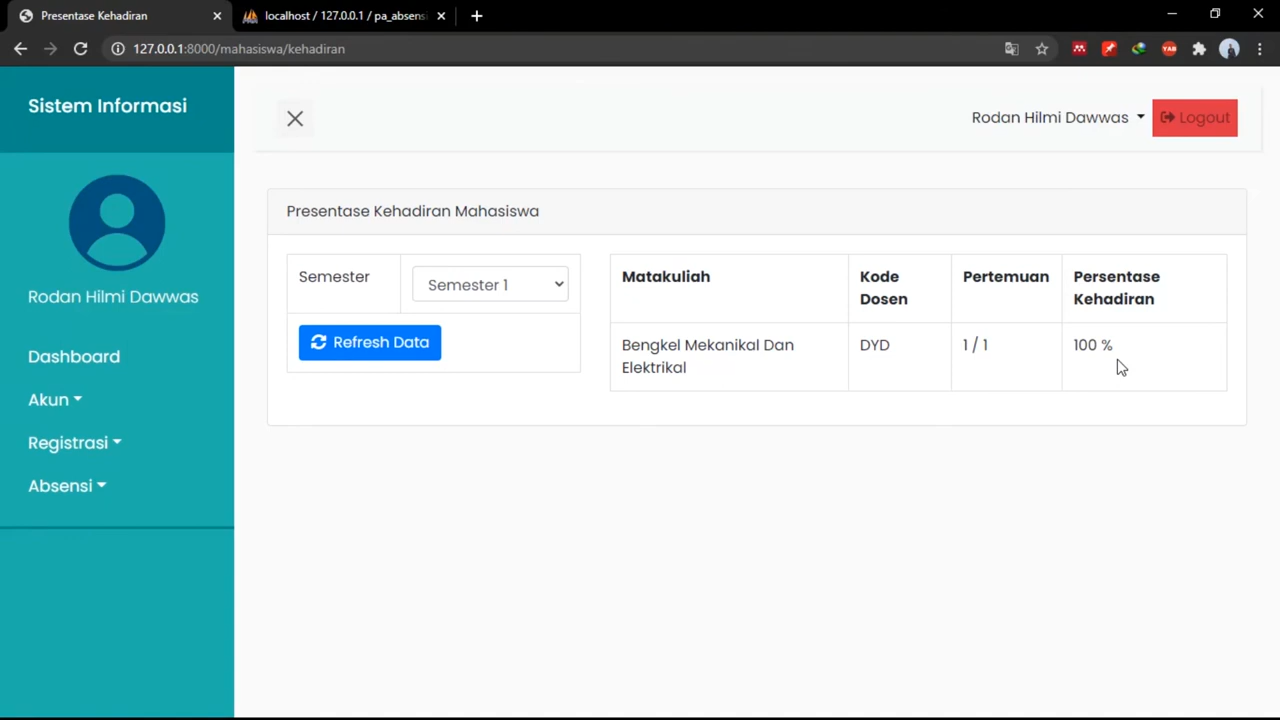 Presentase Kehadiran
localhost / 127.0.0.1 / pa_absensi
127.0.0.1:8000/mahasiswa/kehadiran
YAB
Sistem Informasi
Rodan Hilmi Dawwas
Logout
Rodan Hilmi Dawwas
Dashboard
Akun
Registrasi
Absensi
Presentase Kehadiran Mahasiswa
Semester
Semester 1
Refresh Data
Matakuliah
Kode
Dosen
Pertemuan
Persentase
Kehadiran
Bengkel Mekanikal Dan
Elektrikal
DYD
1 / 1
100 %